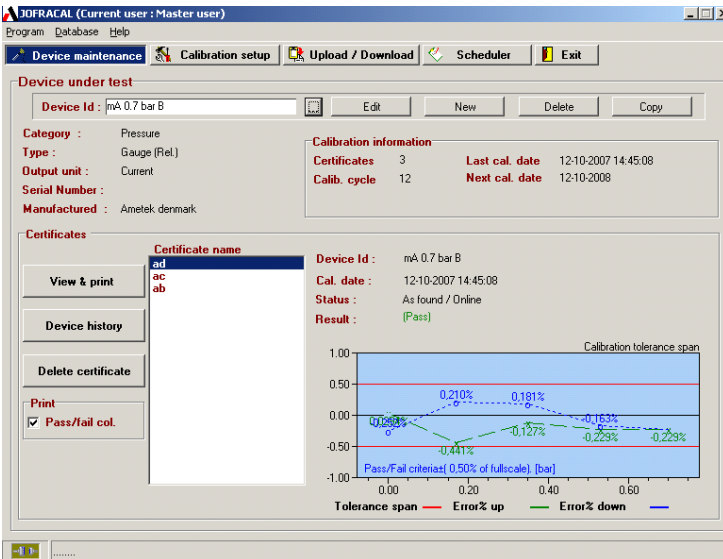 JOFRACAL (Current user : Master user)
Program Database Help
Device maintenance Calibration setup Upload / Download Scheduler Exit
Device under test
Device Id : mA 0.7 bar B Edit New Delete Copy
Category : Pressure
Type : Gauge (Rel.)
Output unit : Current
Serial Number :
Manufactured : Ametek denmark
Calibration information
Certificates 3 Last cal. date 12-10-2007 14:45:08
Calib. cycle 12 Next cal. date 12-10-2008
Certificates
View & print
Device history
Delete certificate
Print
Pass/fail col.
Certificate name
ad
ac
ab
Device Id : mA 0.7 bar B
Cal. date : 12-10-2007 14:45:08
Status : As found / Online
Result : (Pass)
Calibration tolerance span
1.00
0.50
0,210% 0,181%
0.00
-0,163%
-0,127%
-0,229% -0,229%
-0,441%
-0.50
Pass/Fail criteria±( 0,50% of fullscale). [bar]
-1.00
0.00 0.20 0.40 0.60
Tolerance span Error% up Error% down
........